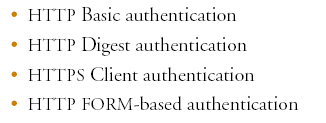 • HTTP Basic authentication
• HTTP Digest authentication
• HTTPS Client authentication
• HTTP FORM-based authentication